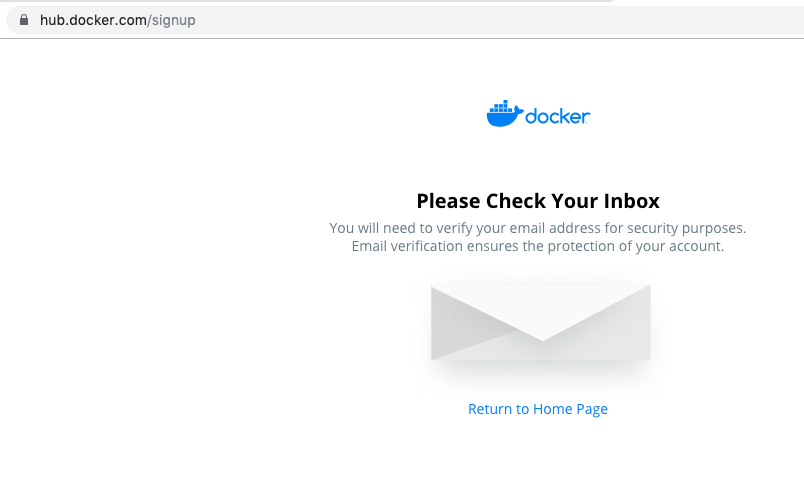 hub.docker.com/signup
docker
Please Check Your Inbox
You will need to verify your email address for security purposes.
Email verification ensures the protection of your account.
Return to Home Page